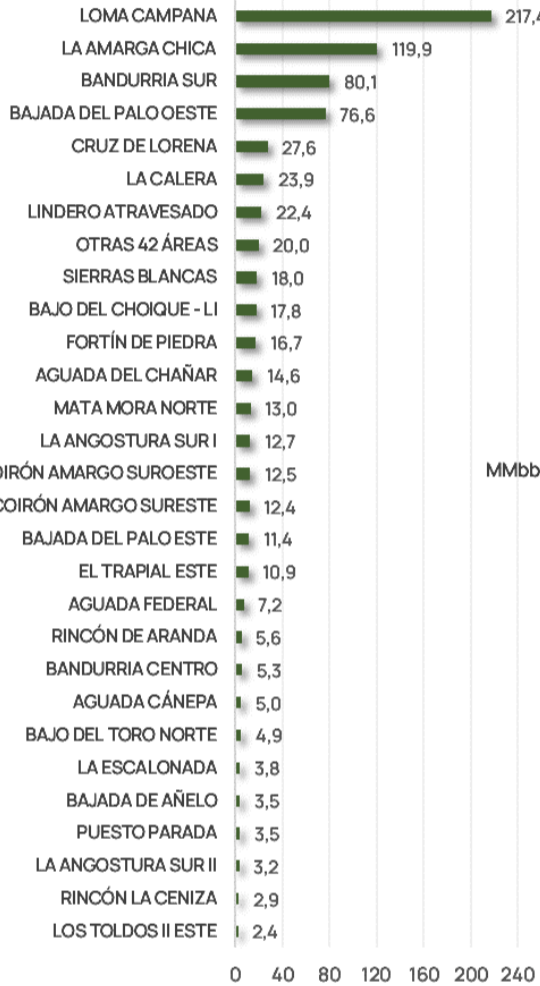 LOMA CAMPANA 217,4
LA AMARGA CHICA 119,9
BANDURRIA SUR 80,1
BAJADA DEL PALO OESTE 76,6
CRUZ DE LORENA 27,6
LA CALERA 23,9
LINDERO ATRAVESADO 22,4
OTRAS 42 ÁREAS 20,0
SIERRAS BLANCAS 18,0
BAJO DEL CHOIQUE - LI 17,8
FORTÍN DE PIEDRA 16,7
AGUADA DEL CHAÑAR 14,6
MATA MORA NORTE 13,0
LA ANGOSTURA SUR I 12,7
OIRÓN AMARGO SUROESTE 12,5
MMbb
COIRÓN AMARGO SURESTE 12,4
BAJADA DEL PALO ESTE 11,4
EL TRAPIAL ESTE 10,9
AGUADA FEDERAL 7,2
RINCÓN DE ARANDA 5,6
BANDURRIA CENTRO 5,3
AGUADA CÁNEPA 5,0
BAJO DEL TORO NORTE 4,9
LA ESCALONADA 3,8
BAJADA DE AÑELO 3,5
PUESTO PARADA 3,5
LA ANGOSTURA SUR II 3,2
RINCÓN LA CENIZA 2,9
LOS TOLDOS II ESTE 2,4
0 40 80 120 160 200 240